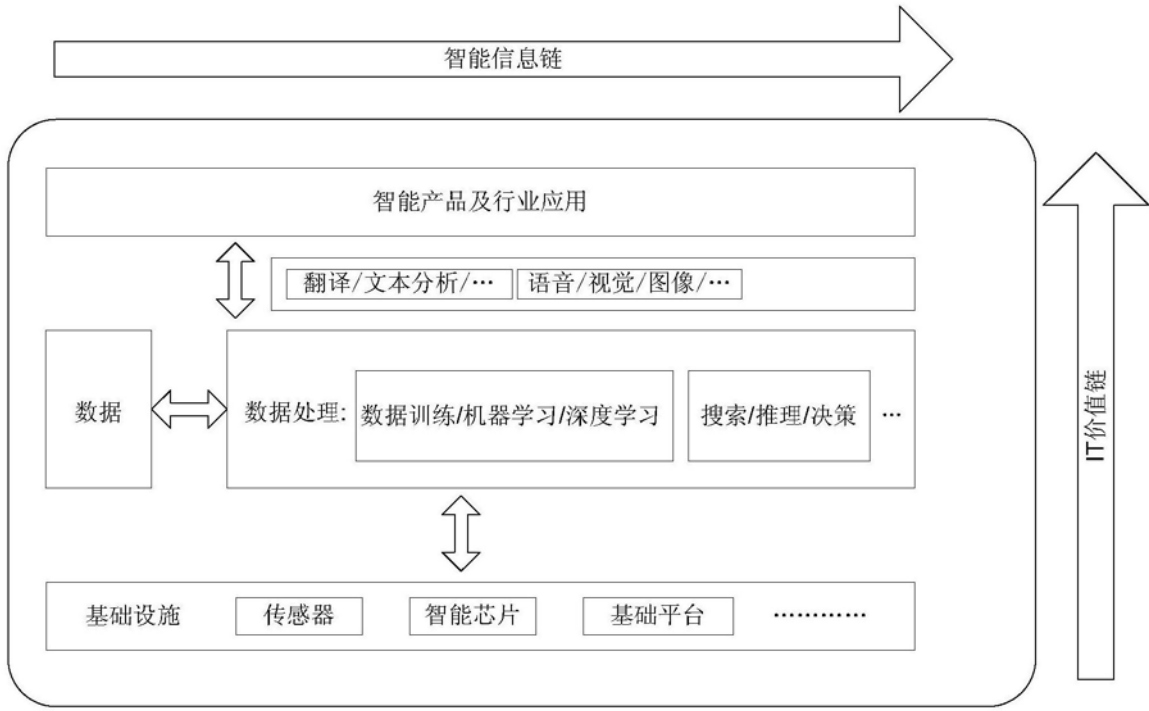 智能信息链
智能产品及行业应用
翻译/文本分析/… 语音/视觉/图像/…
数据
数据处理: 数据训练/机器学习/深度学习 搜索/推理/决策 …
基础设施 传感器 智能芯片 基础平台 …………
IT价值链